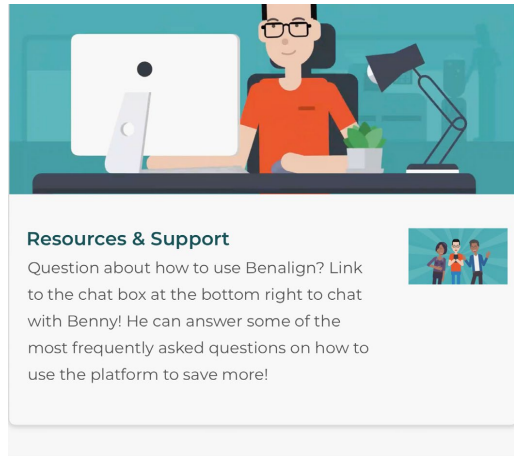 Resources & Support
Question about how to use Benalign? Link
to the chat box at the bottom right to chat
with Benny! He can answer some of the
most frequently asked questions on how to
use the platform to save more!